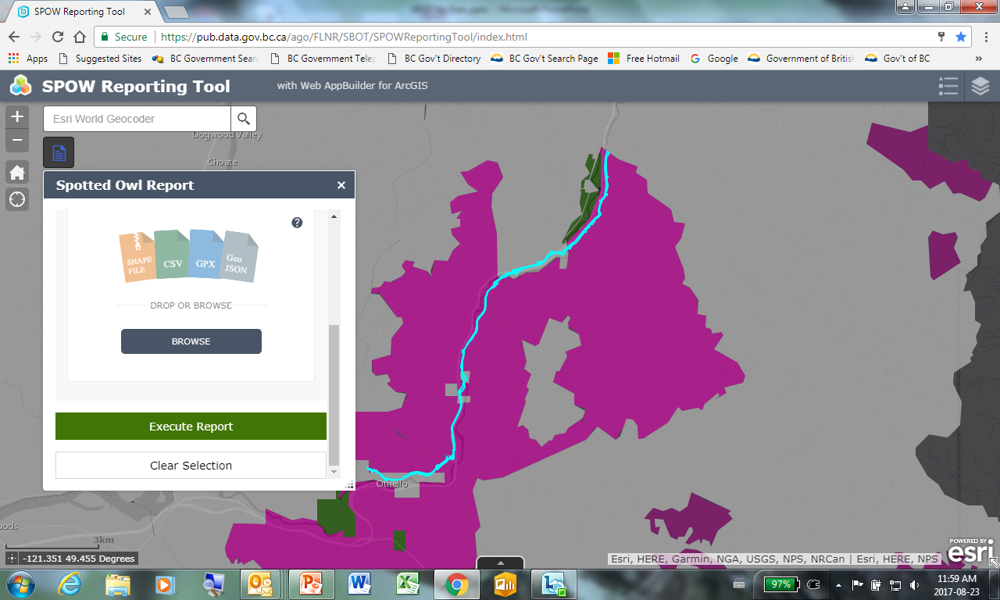 SPOW Reporting Tool
Secure
https://pub.data.gov.bc.ca/ago/FLNR/SBOT/SPOWReportingTool/index.html
Apps
Suggested Sites
BC Government Sear
BC Government Telep
BC Gov't Directory
BC Gov't Search Page
Free Hotmail
Google
Government of Britis
Gov't of BC
SPOW Reporting Tool
with Web AppBuilder for ArcGIS
Esri World Geocoder
Dogwood Valley
Choate
Spotted Owl Report
SHAPE FILE
CSV
GPX
Geo JSON
DROP OR BROWSE
BROWSE
Execute Report
Clear Selection
Othello
oods
3km
-121.351 49.455 Degrees
POWERED BY
esri
Esri, HERE, Garmin, NGA, USGS, NPS, NRCan | Esri, HERE, NPS
97%
11:59 AM
2017-08-23